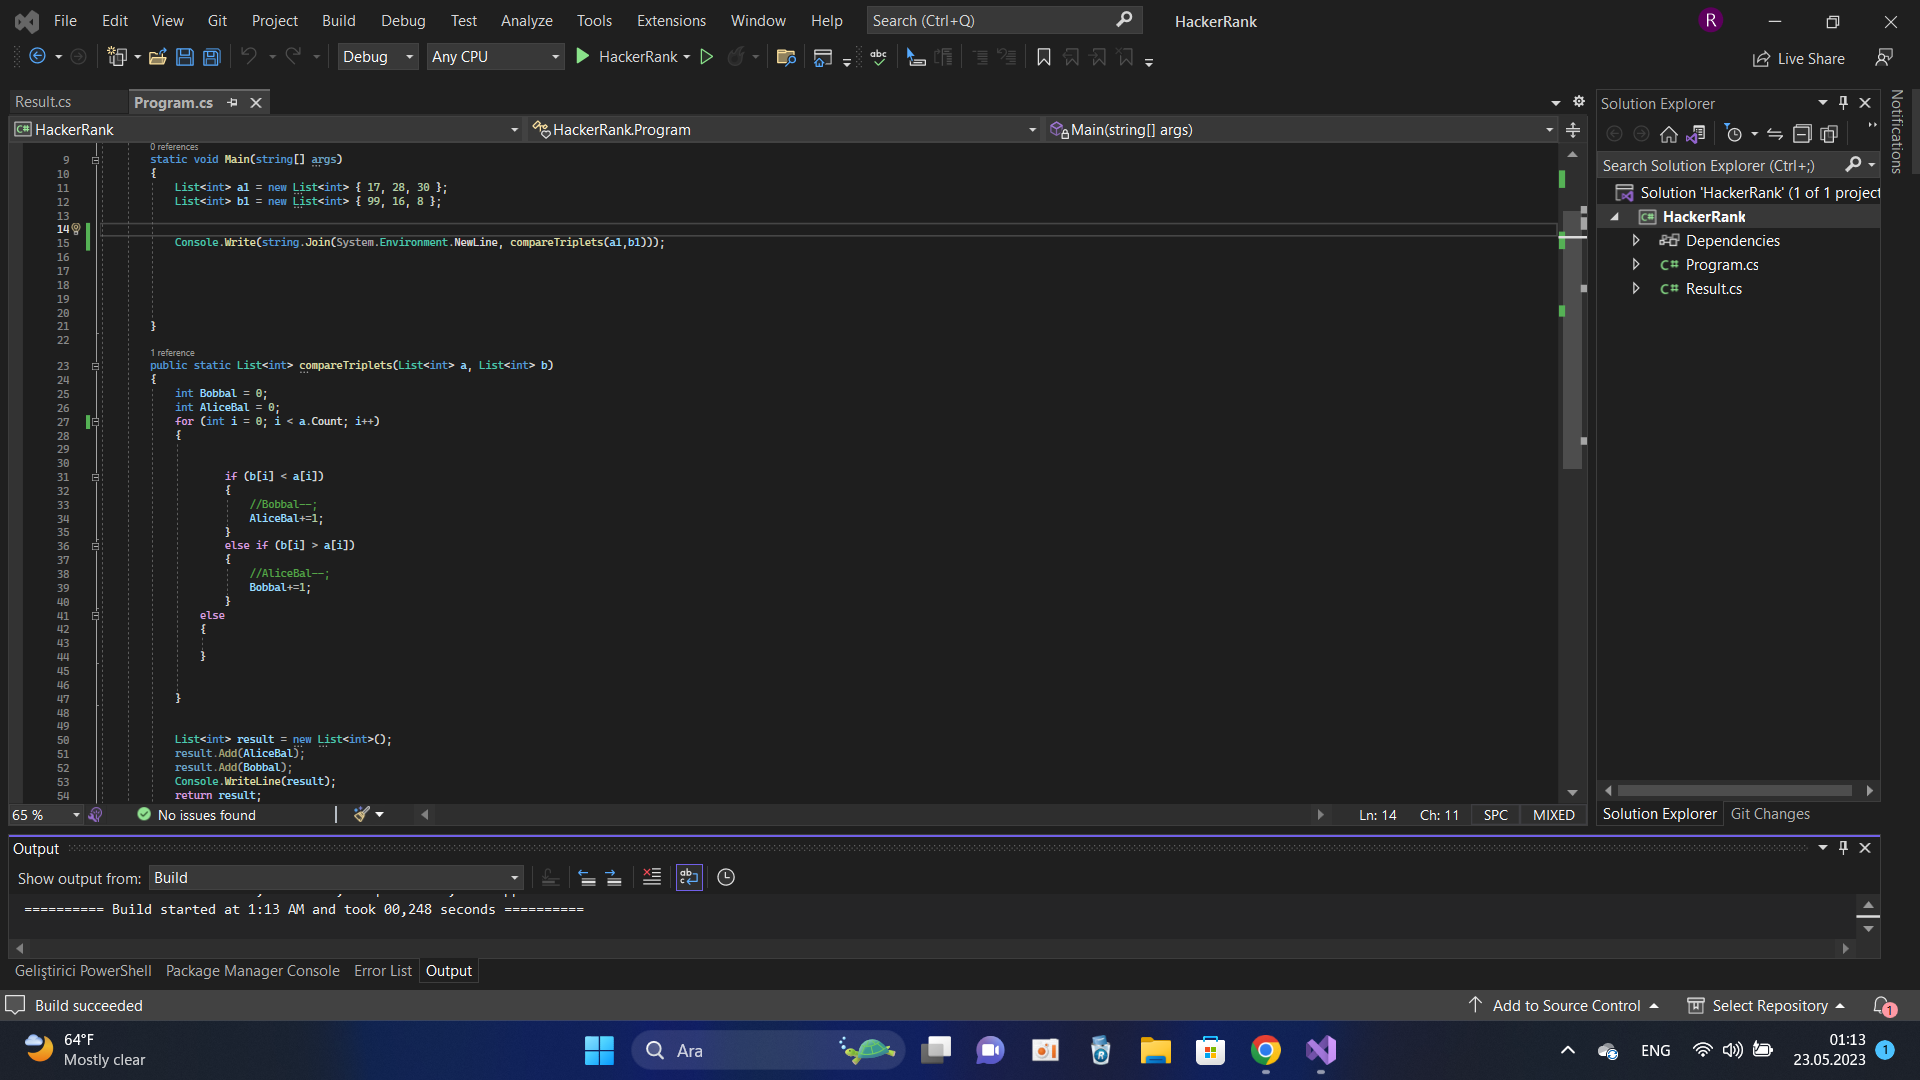 File Edit View Git Project Build Debug Test Analyze Tools Extensions Window Help Search (Ctrl+Q) HackerRank R
Debug Any CPU HackerRank Live Share
Result.cs Program.cs
HackerRank HackerRank.Program Main(string[] args)
0 references
9 static void Main(string[] args)
10 {
11 List<int> a1 = new List<int> { 17, 28, 30 };
12 List<int> b1 = new List<int> { 99, 16, 8 };
13
14
15 Console.Write(string.Join(System.Environment.NewLine, compareTriplets(a1,b1)));
16
17
18
19
20
21 }
22
1 reference
23 public static List<int> compareTriplets(List<int> a, List<int> b)
24 {
25 int Bobbal = 0;
26 int AliceBal = 0;
27 for (int i = 0; i < a.Count; i++)
28 {
29
30
31 if (b[i] < a[i])
32 {
33 //Bobbal--;
34 AliceBal+=1;
35 }
36 else if (b[i] > a[i])
37 {
38 //AliceBal--;
39 Bobbal+=1;
40 }
41 else
42 {
43
44 }
45
46
47 }
48
49
50 List<int> result = new List<int>();
51 result.Add(AliceBal);
52 result.Add(Bobbal);
53 Console.WriteLine(result);
54 return result;
65 % No issues found Ln: 14 Ch: 11 SPC MIXED
Solution Explorer
Search Solution Explorer (Ctrl+;)
Solution 'HackerRank' (1 of 1 project
HackerRank
Dependencies
C# Program.cs
C# Result.cs
Solution Explorer Git Changes
Notifications
Output
Show output from: Build
========== Build started at 1:13 AM and took 00,248 seconds ==========
Geliştirici PowerShell Package Manager Console Error List Output
Build succeeded Add to Source Control Select Repository 1
64°F
Mostly clear
Ara
ENG
01:13
23.05.2023
1